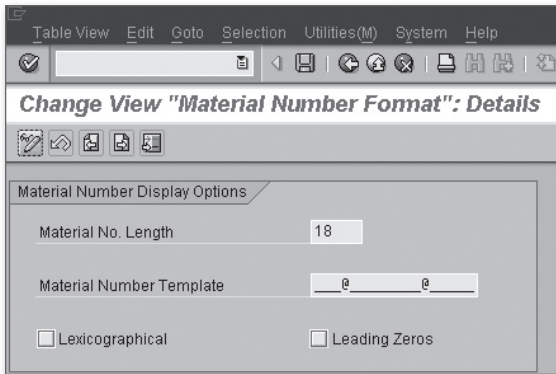 Table View Edit Goto Selection Utilities(M) System Help
Change View "Material Number Format": Details
Material Number Display Options
Material No. Length 18
Material Number Template ___@________@_____
Lexicographical Leading Zeros